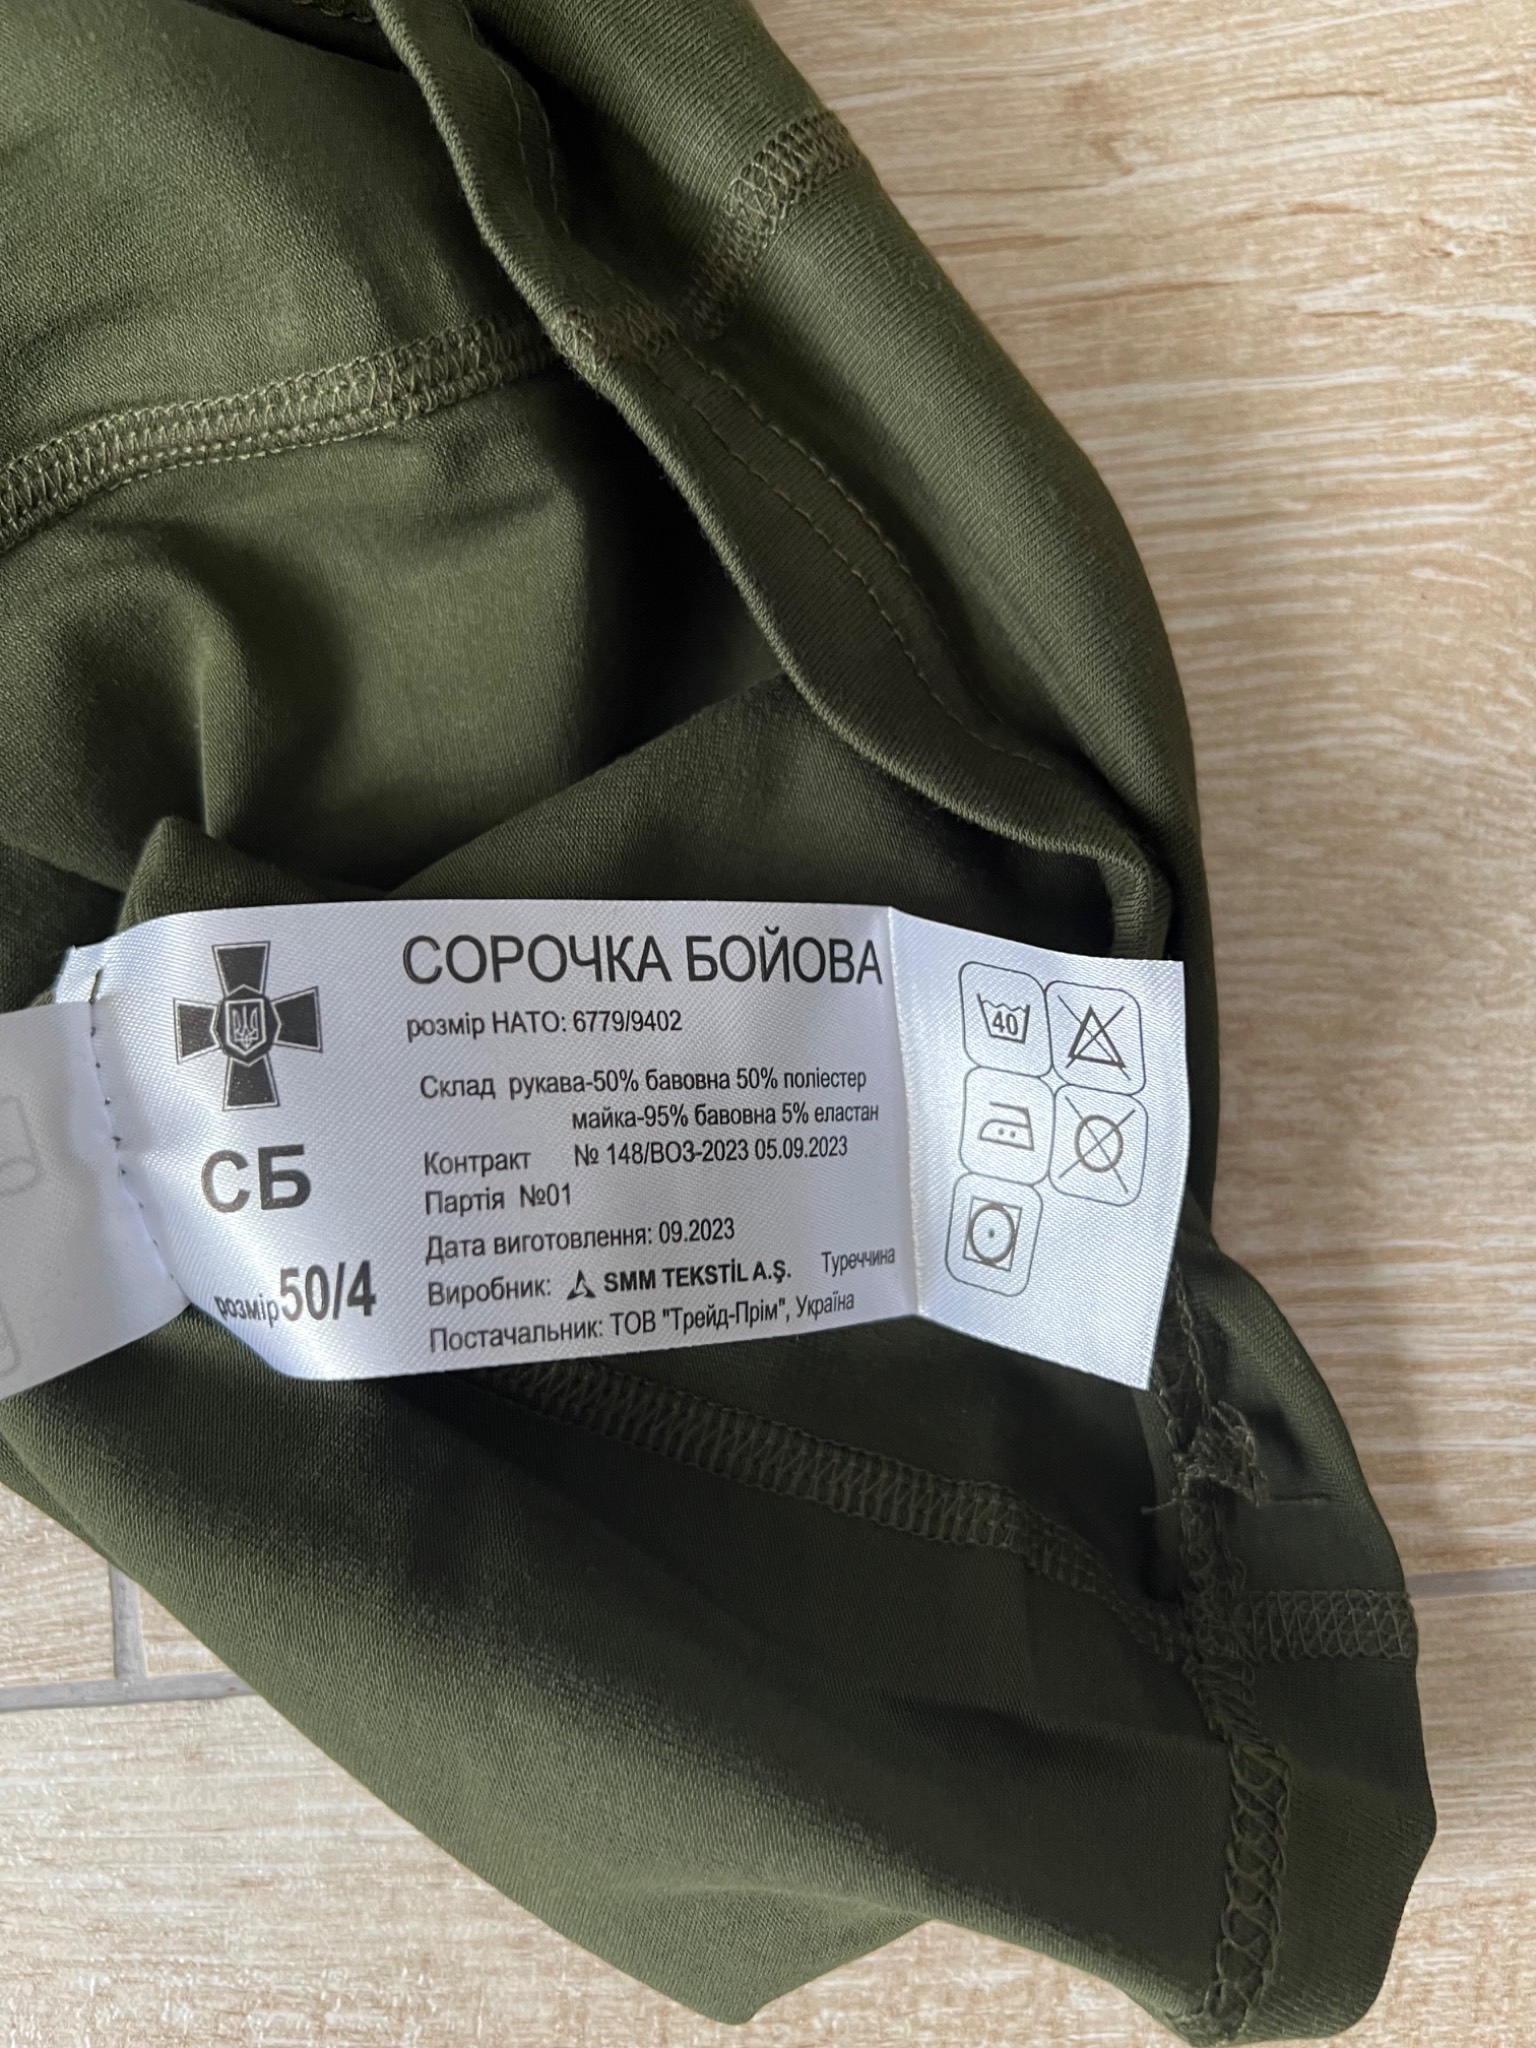 СОРОЧКА БОЙОВА
розмір НАТО: 6779/9402
Склад рукава-50% бавовна 50% поліестер
майка-95% бавовна 5% еластан
Контракт № 148/ВОЗ-2023 05.09.2023
Партія №01
Дата виготовлення: 09.2023
Виробник: SMM TEKSTİL A.Ş. Туреччина
Постачальник: ТОВ "Трейд-Прім", Україна
СБ
розмір 50/4
40